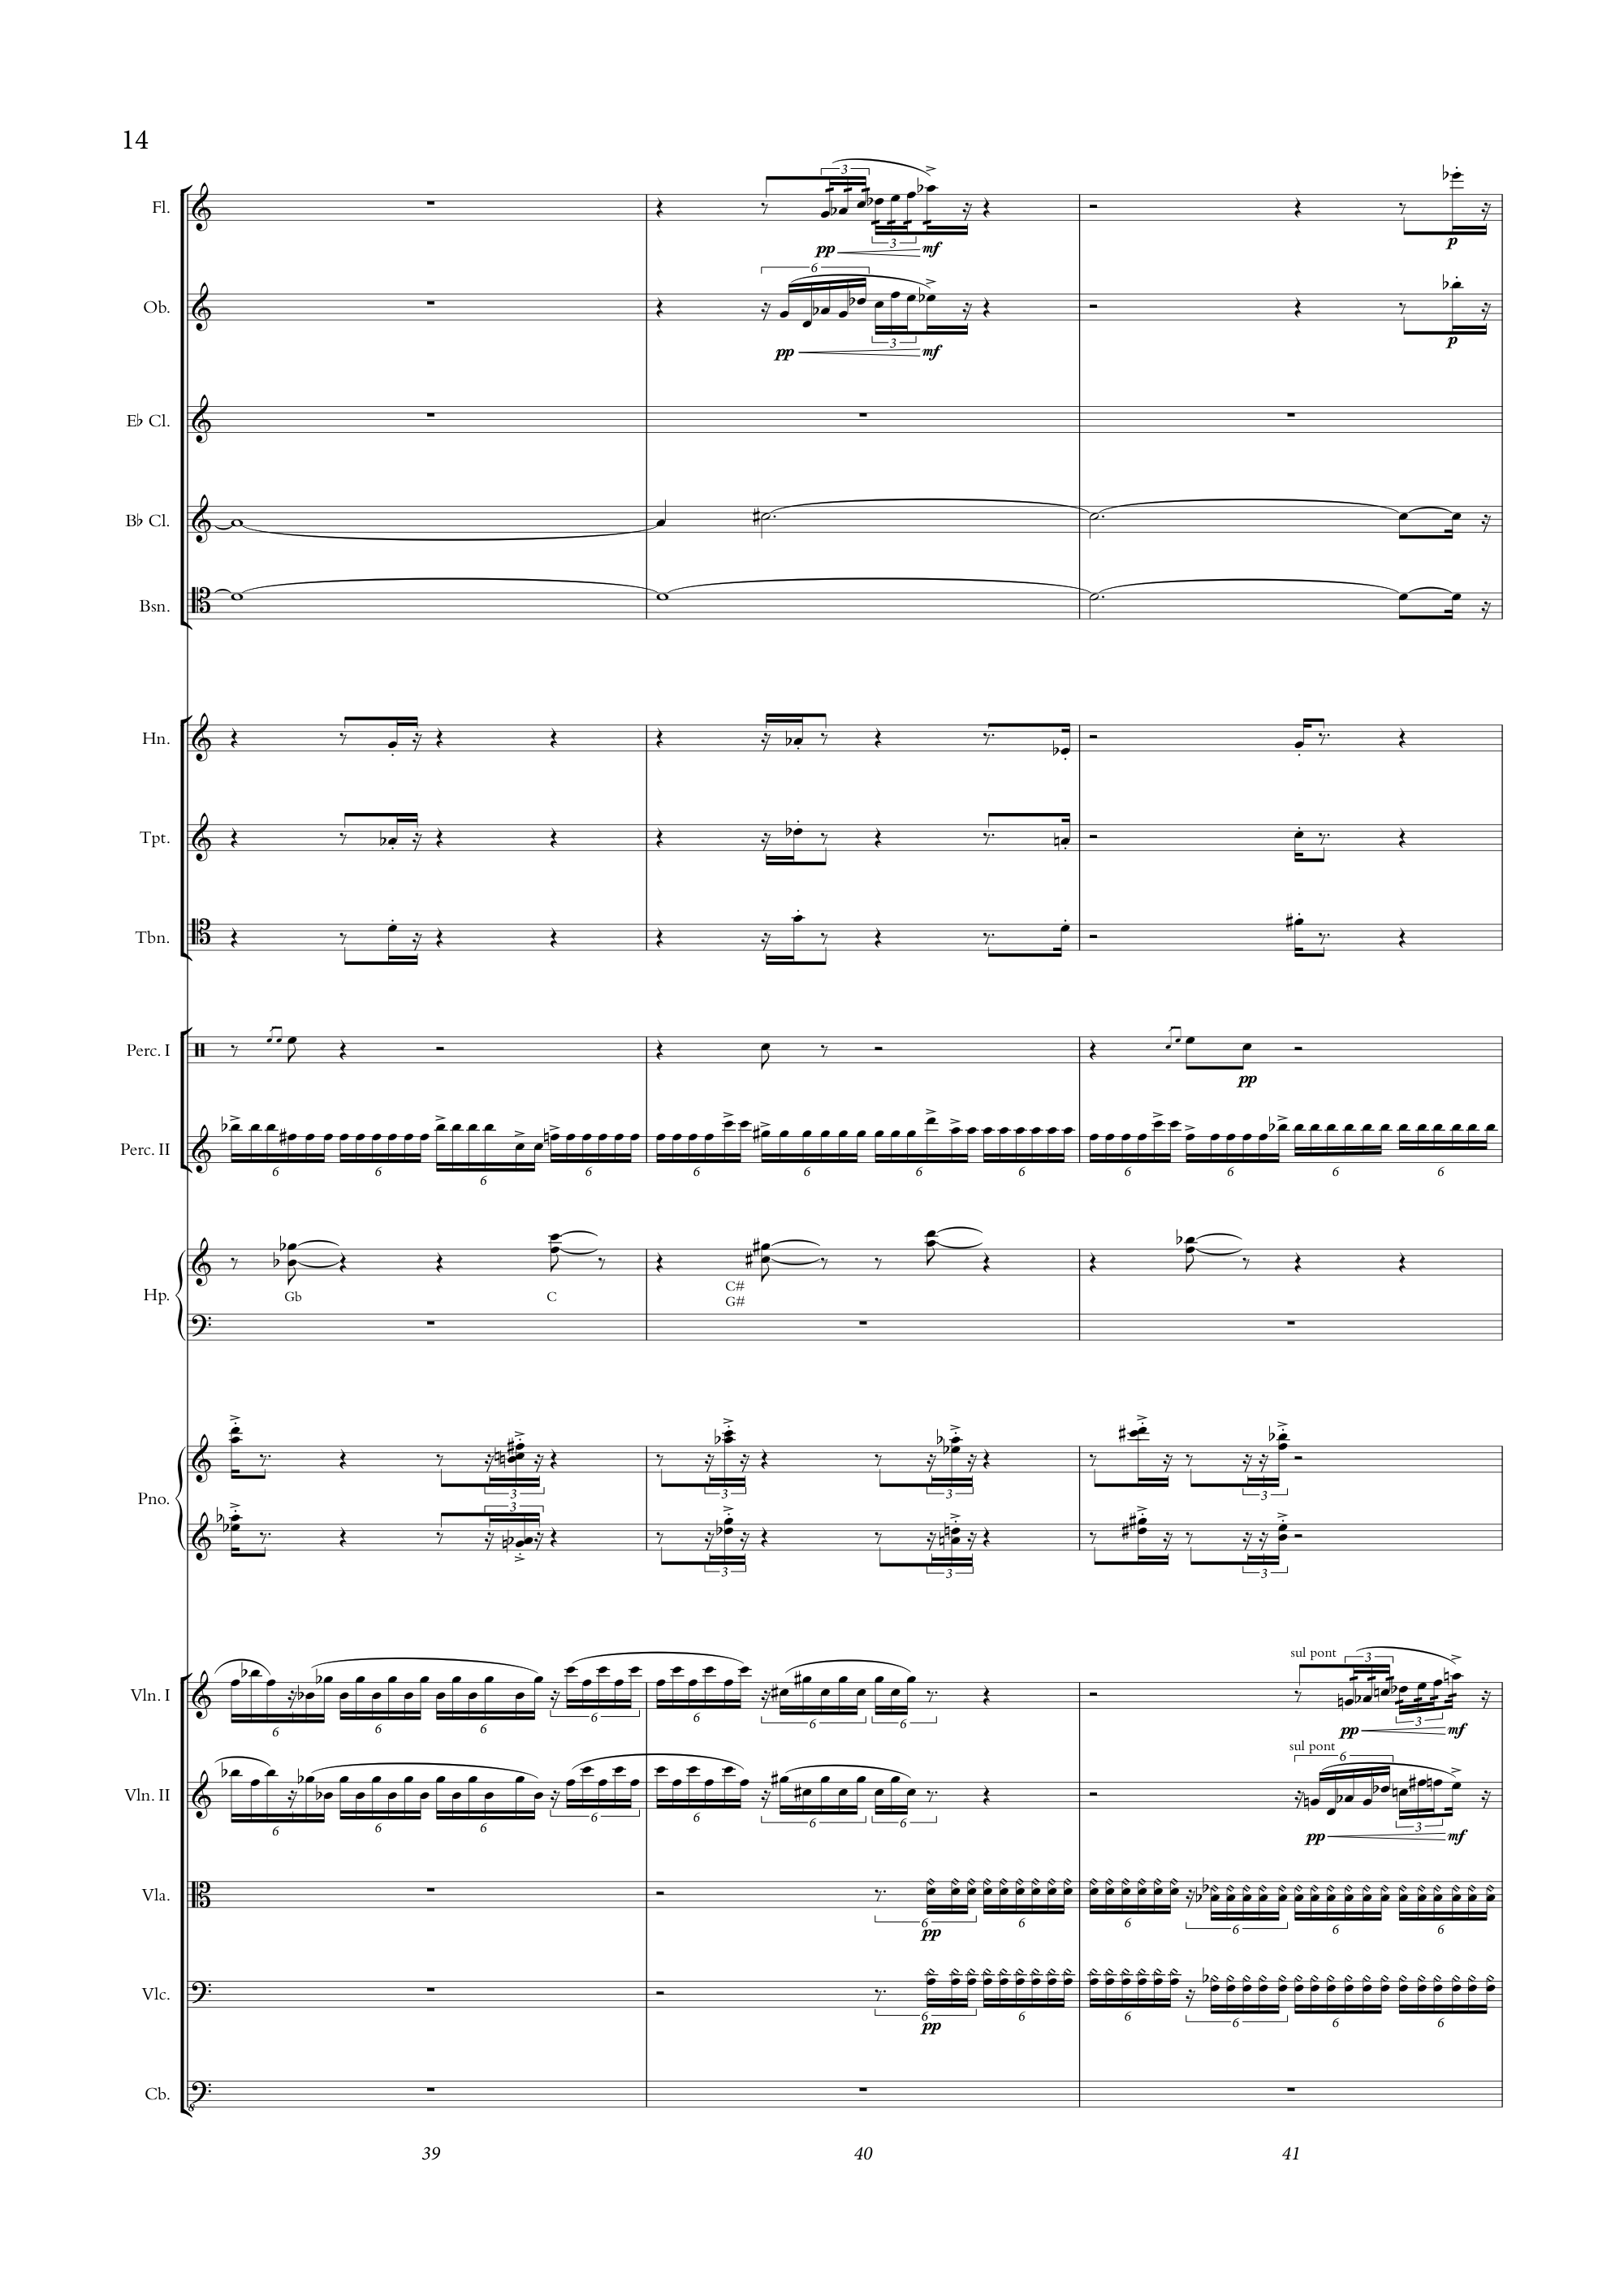 14
3
Fl.
3
pp
mf
p
6
Ob.
3
pp
mf
p
E♭ Cl.
B♭ Cl.
Bsn.
Hn.
Tpt.
Tbn.
Perc. I
pp
Perc. II
6 6 6 6 6 6 6 6 6 6 6 6
Hp.
Gb C C#
G#
Pno.
3 3 3 3
3
3 3 3
sul pont
3
Vln. I
6 6 6 6 6 6 6 3
pp mf
sul pont
6
Vln. II
6 6 6 6 6 6 6 3
pp mf
Vla.
6 6 6 6 6 6
pp
Vlc.
6 6 6 6 6 6
pp
Cb.
8
39 40 41